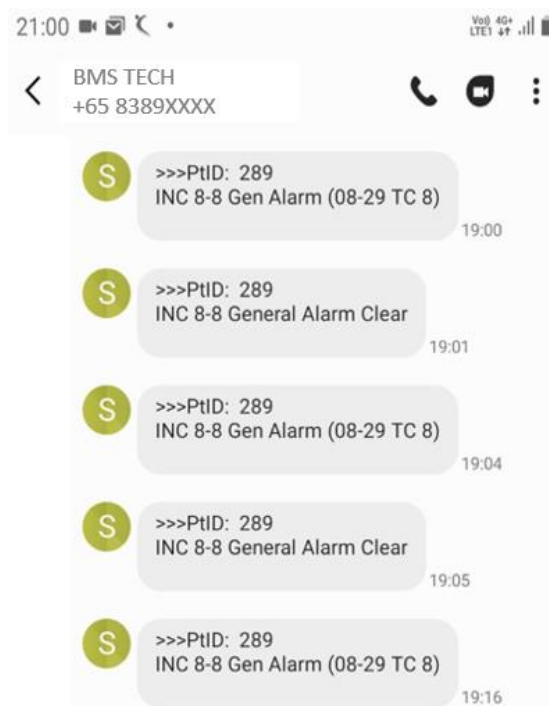 21:00
Vo)) 4G+
LTE1
BMS TECH
+65 8389XXXX
S
>>>PtID: 289
INC 8-8 Gen Alarm (08-29 TC 8)
19:00
S
>>>PtID: 289
INC 8-8 General Alarm Clear
19:01
S
>>>PtID: 289
INC 8-8 Gen Alarm (08-29 TC 8)
19:04
S
>>>PtID: 289
INC 8-8 General Alarm Clear
19:05
S
>>>PtID: 289
INC 8-8 Gen Alarm (08-29 TC 8)
19:16